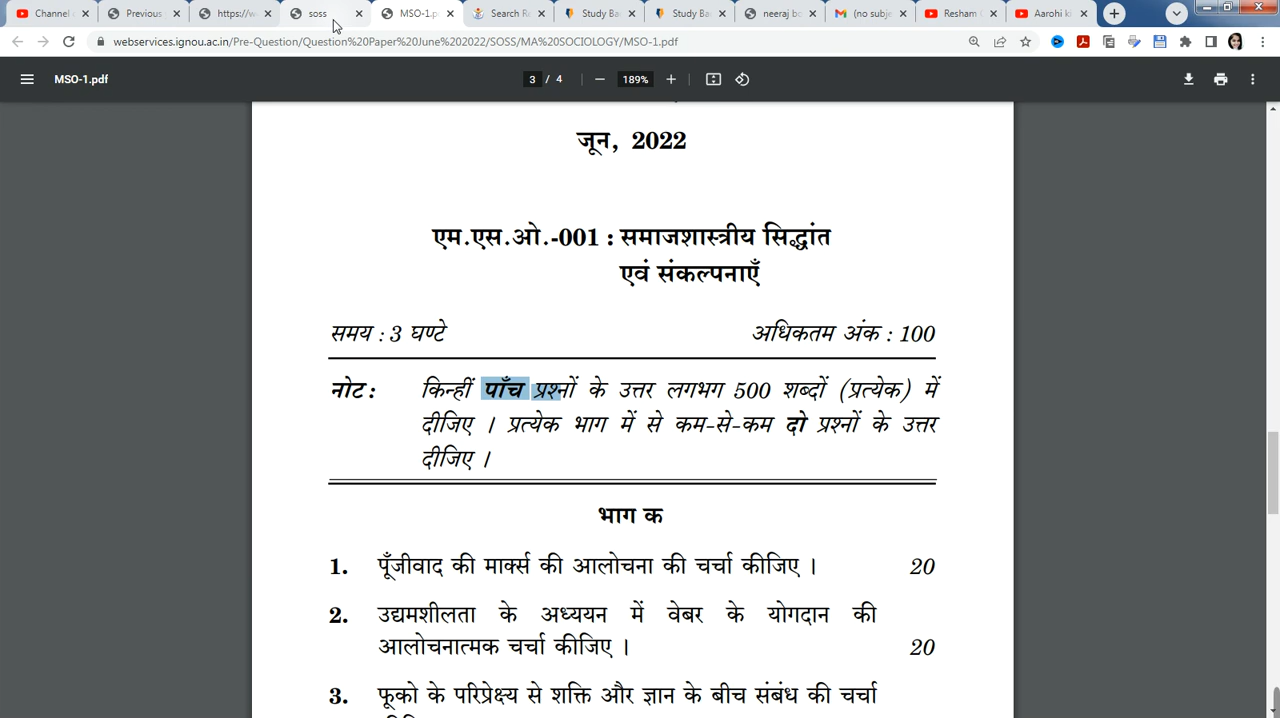 Channel
Previous
https://w
soss
MSO-1.p
Search Re
Study Ba
Study Ba
neeraj bo
(no subje
Resham
Aarohi ki
webservices.ignou.ac.in/Pre-Question/Question%20Paper%20June%202022/SOSS/MA%20SOCIOLOGY/MSO-1.pdf
MSO-1.pdf
3 / 4
189%
जून, 2022
एम.एस.ओ.-001 : समाजशास्त्रीय सिद्धांत
एवं संकल्पनाएँ
समय : 3 घण्टे अधिकतम अंक : 100
नोट : किन्हीं पाँच प्रश्नों के उत्तर लगभग 500 शब्दों (प्रत्येक) में
दीजिए । प्रत्येक भाग में से कम-से-कम दो प्रश्नों के उत्तर
दीजिए ।
भाग क
1. पूँजीवाद की मार्क्स की आलोचना की चर्चा कीजिए । 20
2. उद्यमशीलता के अध्ययन में वेबर के योगदान की
आलोचनात्मक चर्चा कीजिए । 20
3. फूको के परिप्रेक्ष्य से शक्ति और ज्ञान के बीच संबंध की चर्चा